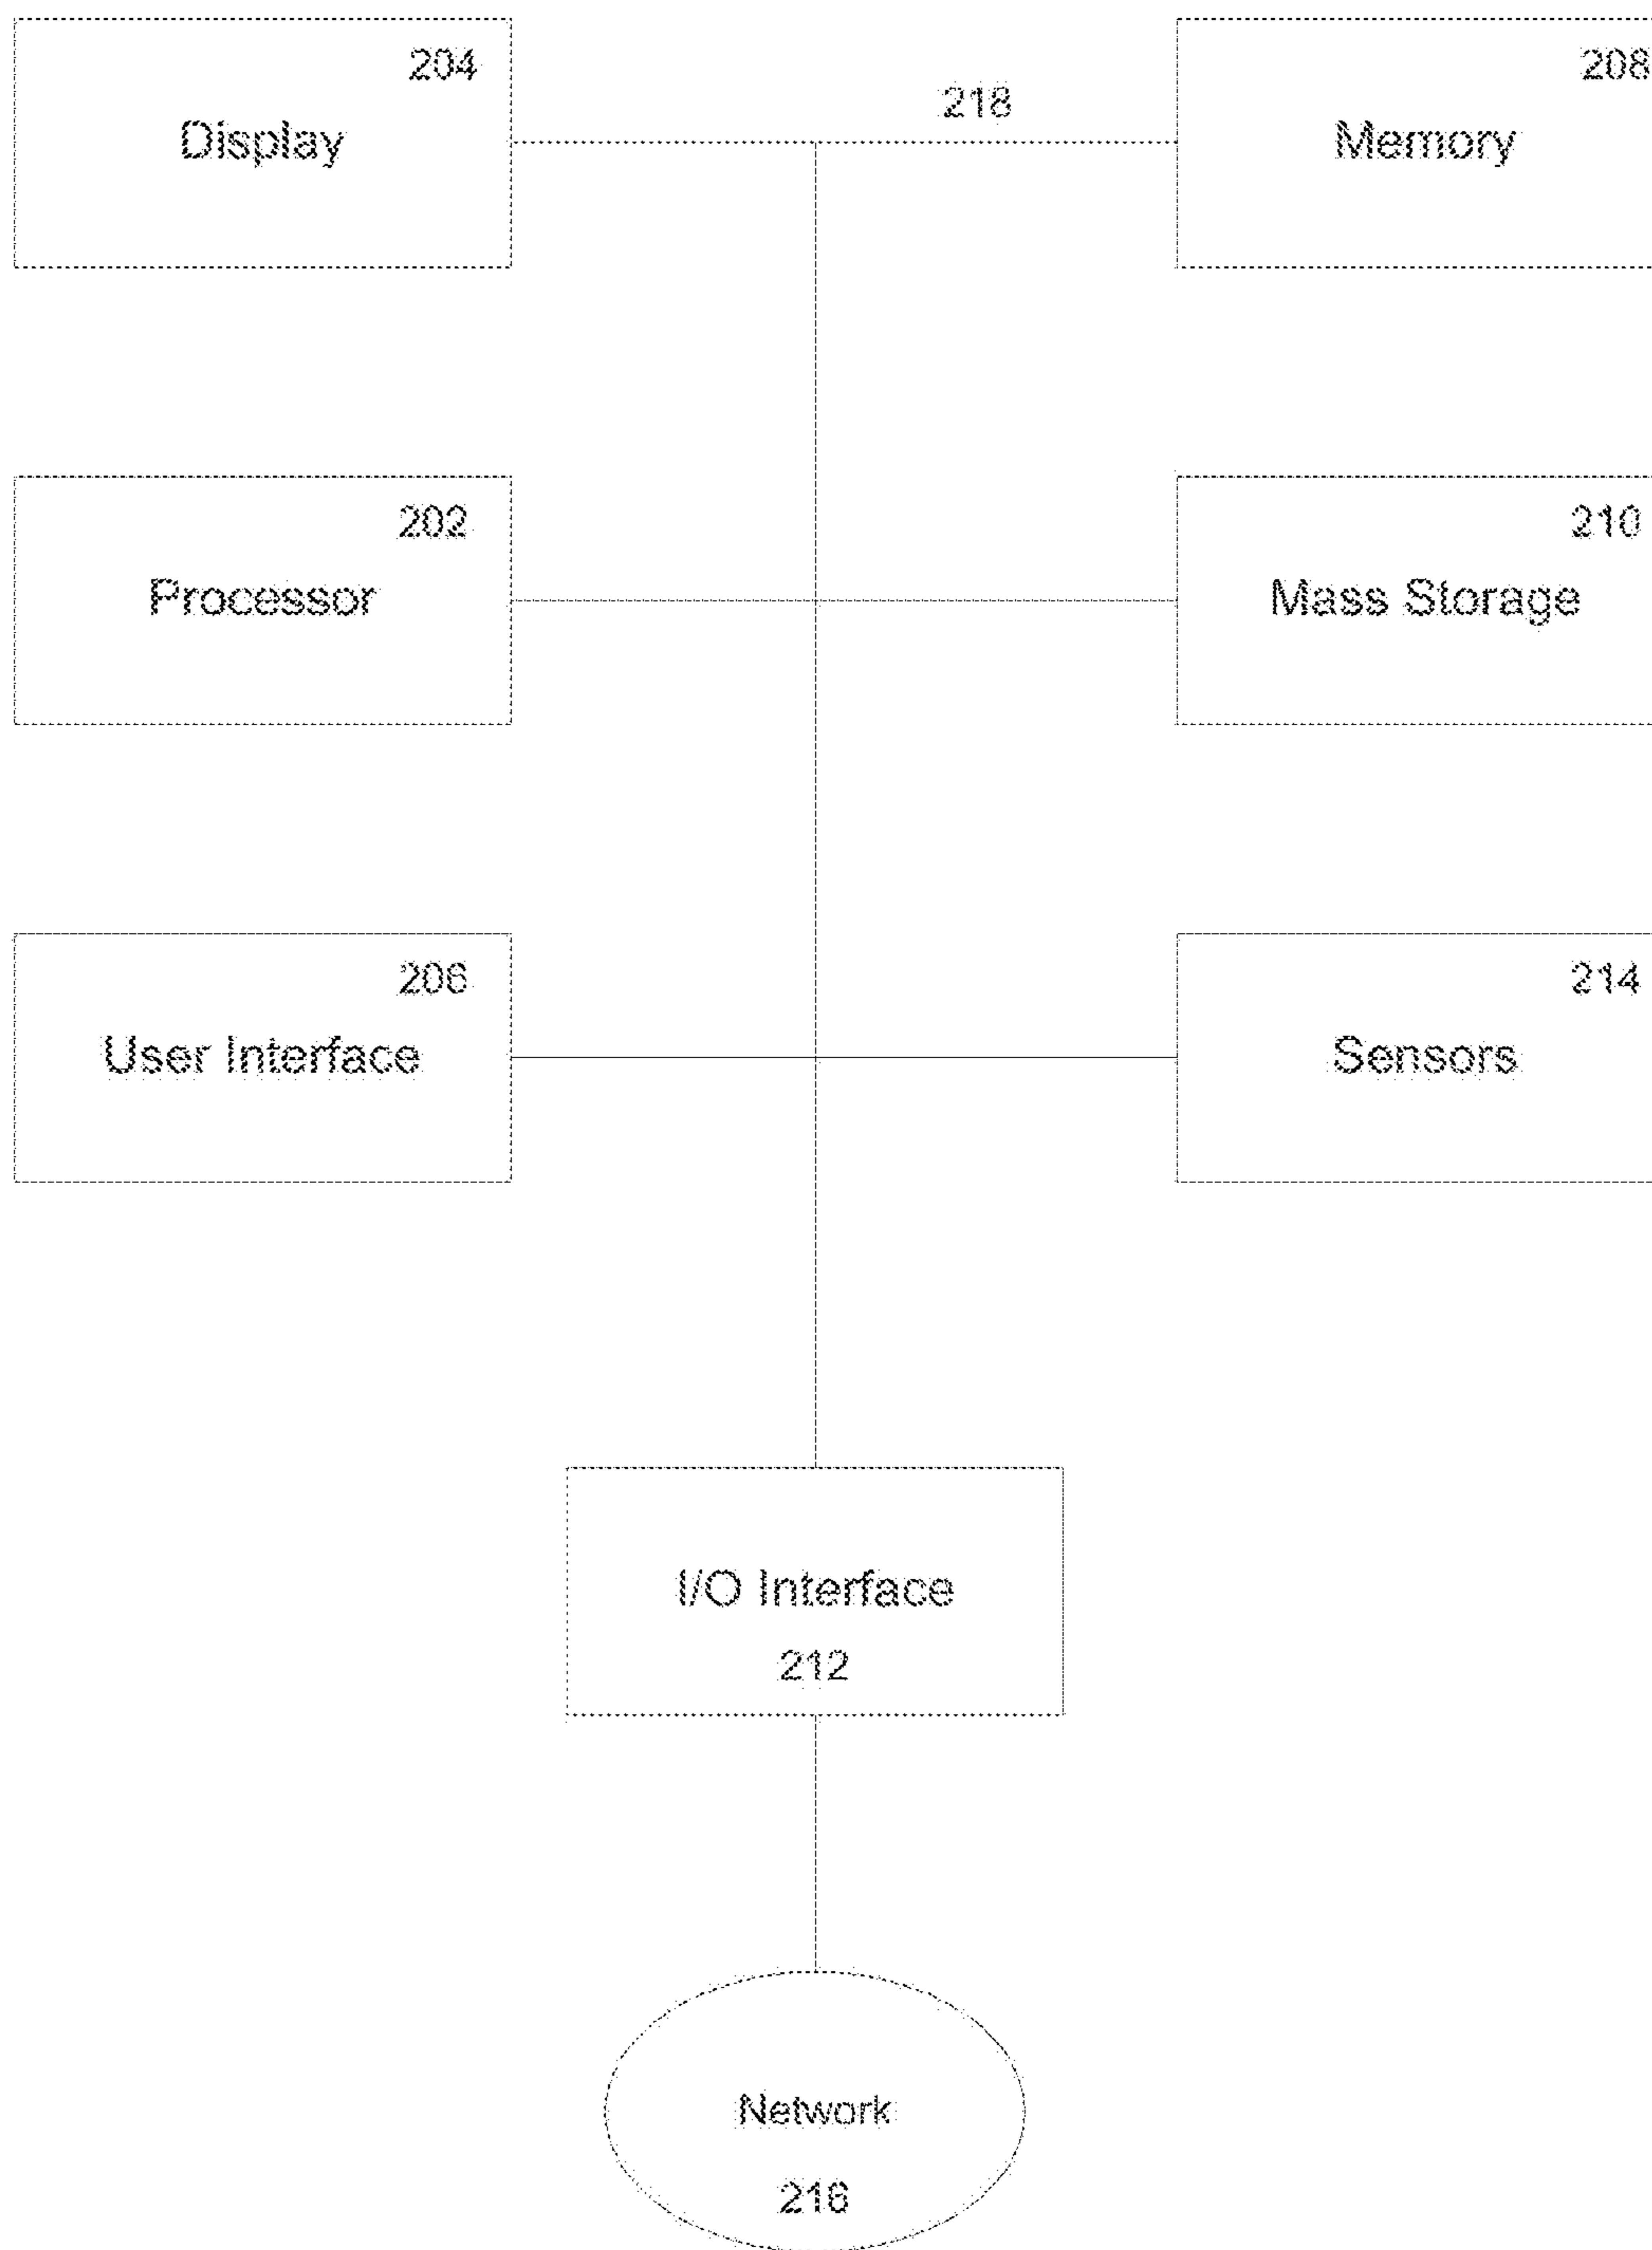 204
Display
218
208
Memory
202
Processor
210
Mass Storage
206
User Interface
214
Sensors
I/O Interface
212
Network
216